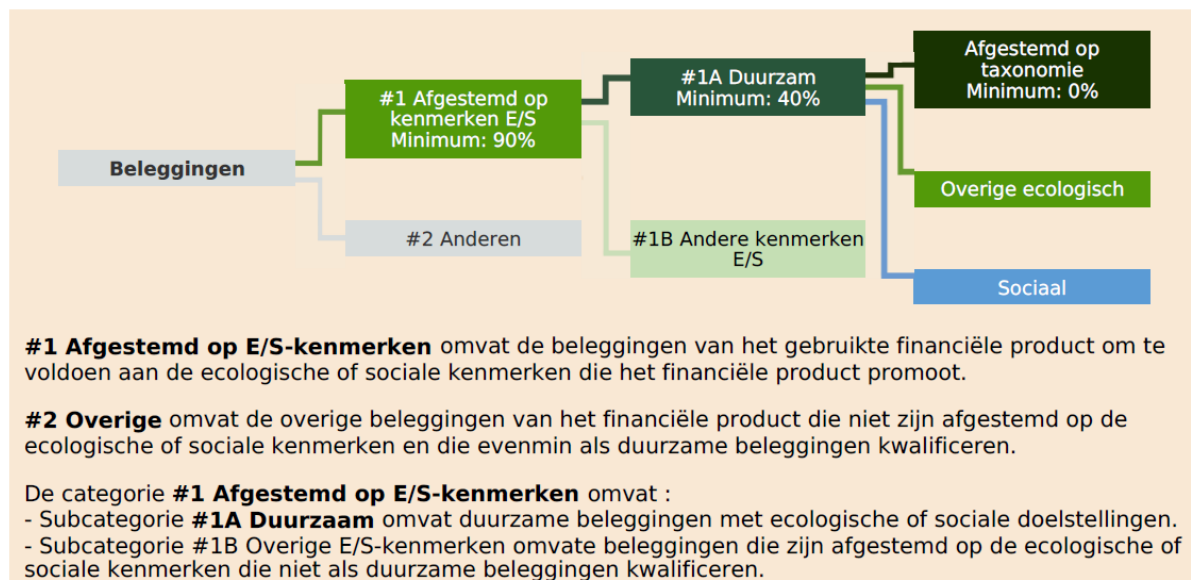 Afgestemd op
taxonomie
Minimum: 0%
#1A Duurzam
Minimum: 40%
#1 Afgestemd op
kenmerken E/S
Minimum: 90%
Beleggingen
Overige ecologisch
#2 Anderen
#1B Andere kenmerken
E/S
Sociaal
#1 Afgestemd op E/S-kenmerken omvat de beleggingen van het gebruikte financiële product om te
voldoen aan de ecologische of sociale kenmerken die het financiële product promoot.
#2 Overige omvat de overige beleggingen van het financiële product die niet zijn afgestemd op de
ecologische of sociale kenmerken en die evenmin als duurzame beleggingen kwalificeren.
De categorie #1 Afgestemd op E/S-kenmerken omvat :
- Subcategorie #1A Duurzaam omvat duurzame beleggingen met ecologische of sociale doelstellingen.
- Subcategorie #1B Overige E/S-kenmerken omvate beleggingen die zijn afgestemd op de ecologische of
sociale kenmerken die niet als duurzame beleggingen kwalificeren.